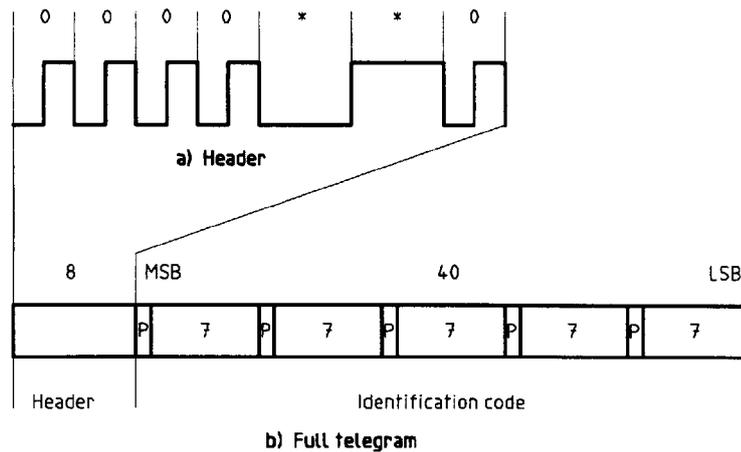 0 0 0 0 * * 0
a) Header
8 MSB 40 LSB
P 7 P 7 P 7 P 7 P 7
Header Identification code
b) Full telegram